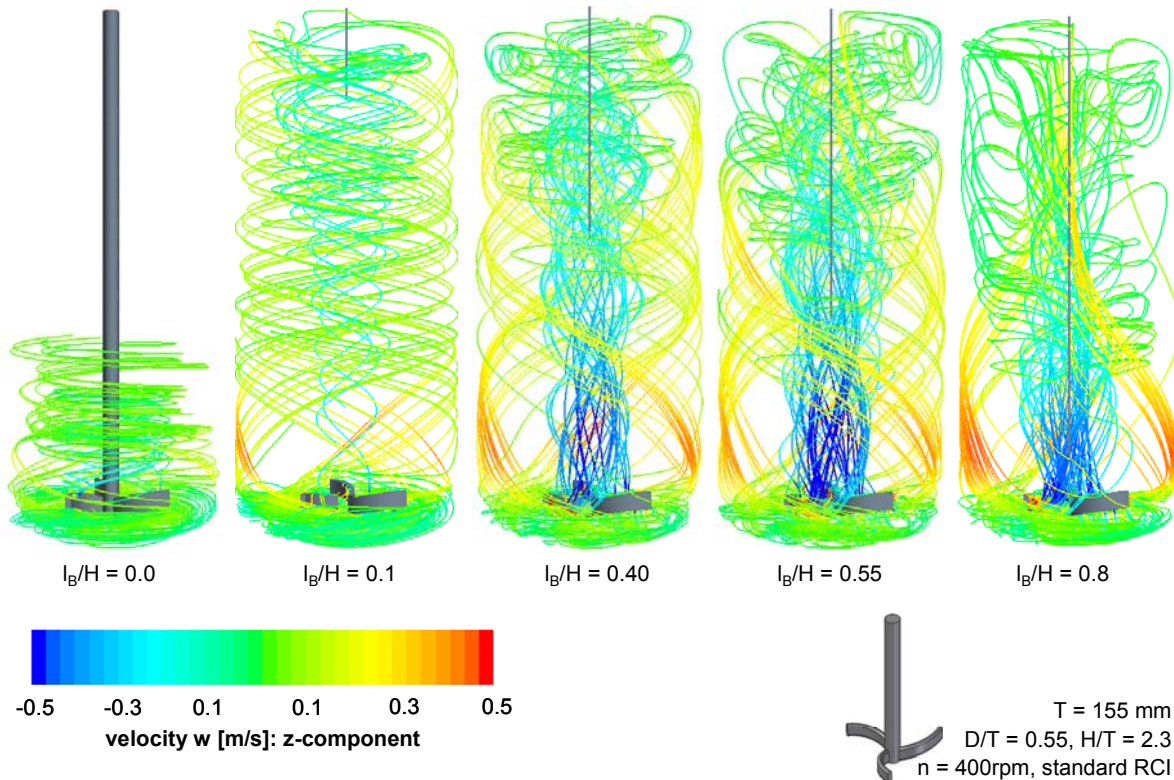 l_B/H = 0.0
l_B/H = 0.1
l_B/H = 0.40
l_B/H = 0.55
l_B/H = 0.8
-0.5 -0.3 0.1 0.1 0.3 0.5
velocity w [m/s]: z-component
T = 155 mm
D/T = 0.55, H/T = 2.3
n = 400rpm, standard RCI